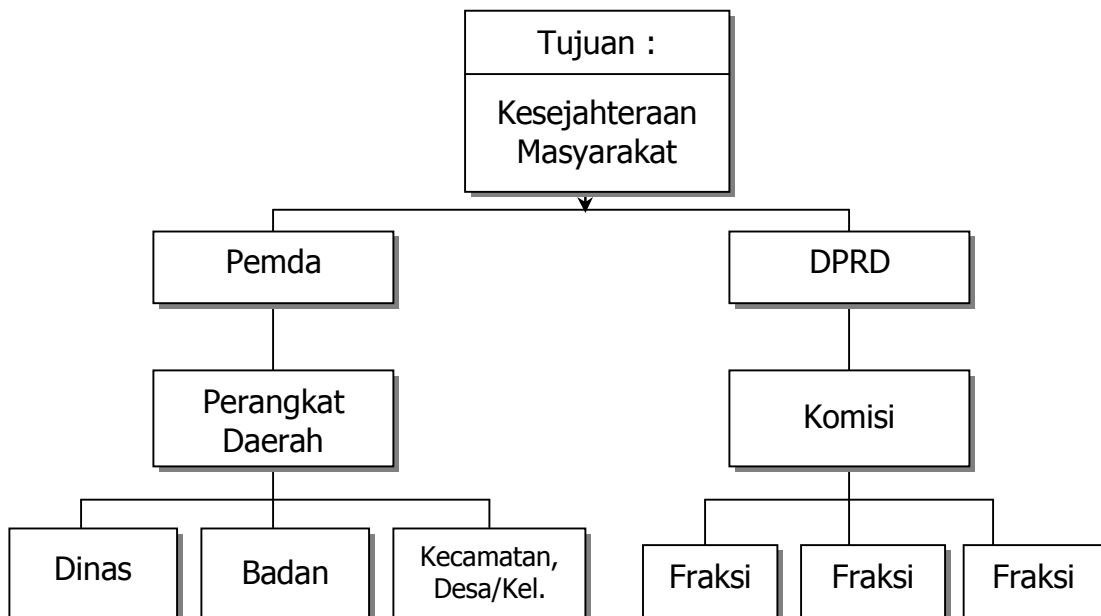 Tujuan :
Kesejahteraan
Masyarakat
Pemda
DPRD
Perangkat
Daerah
Komisi
Dinas
Badan
Kecamatan,
Desa/Kel.
Fraksi
Fraksi
Fraksi